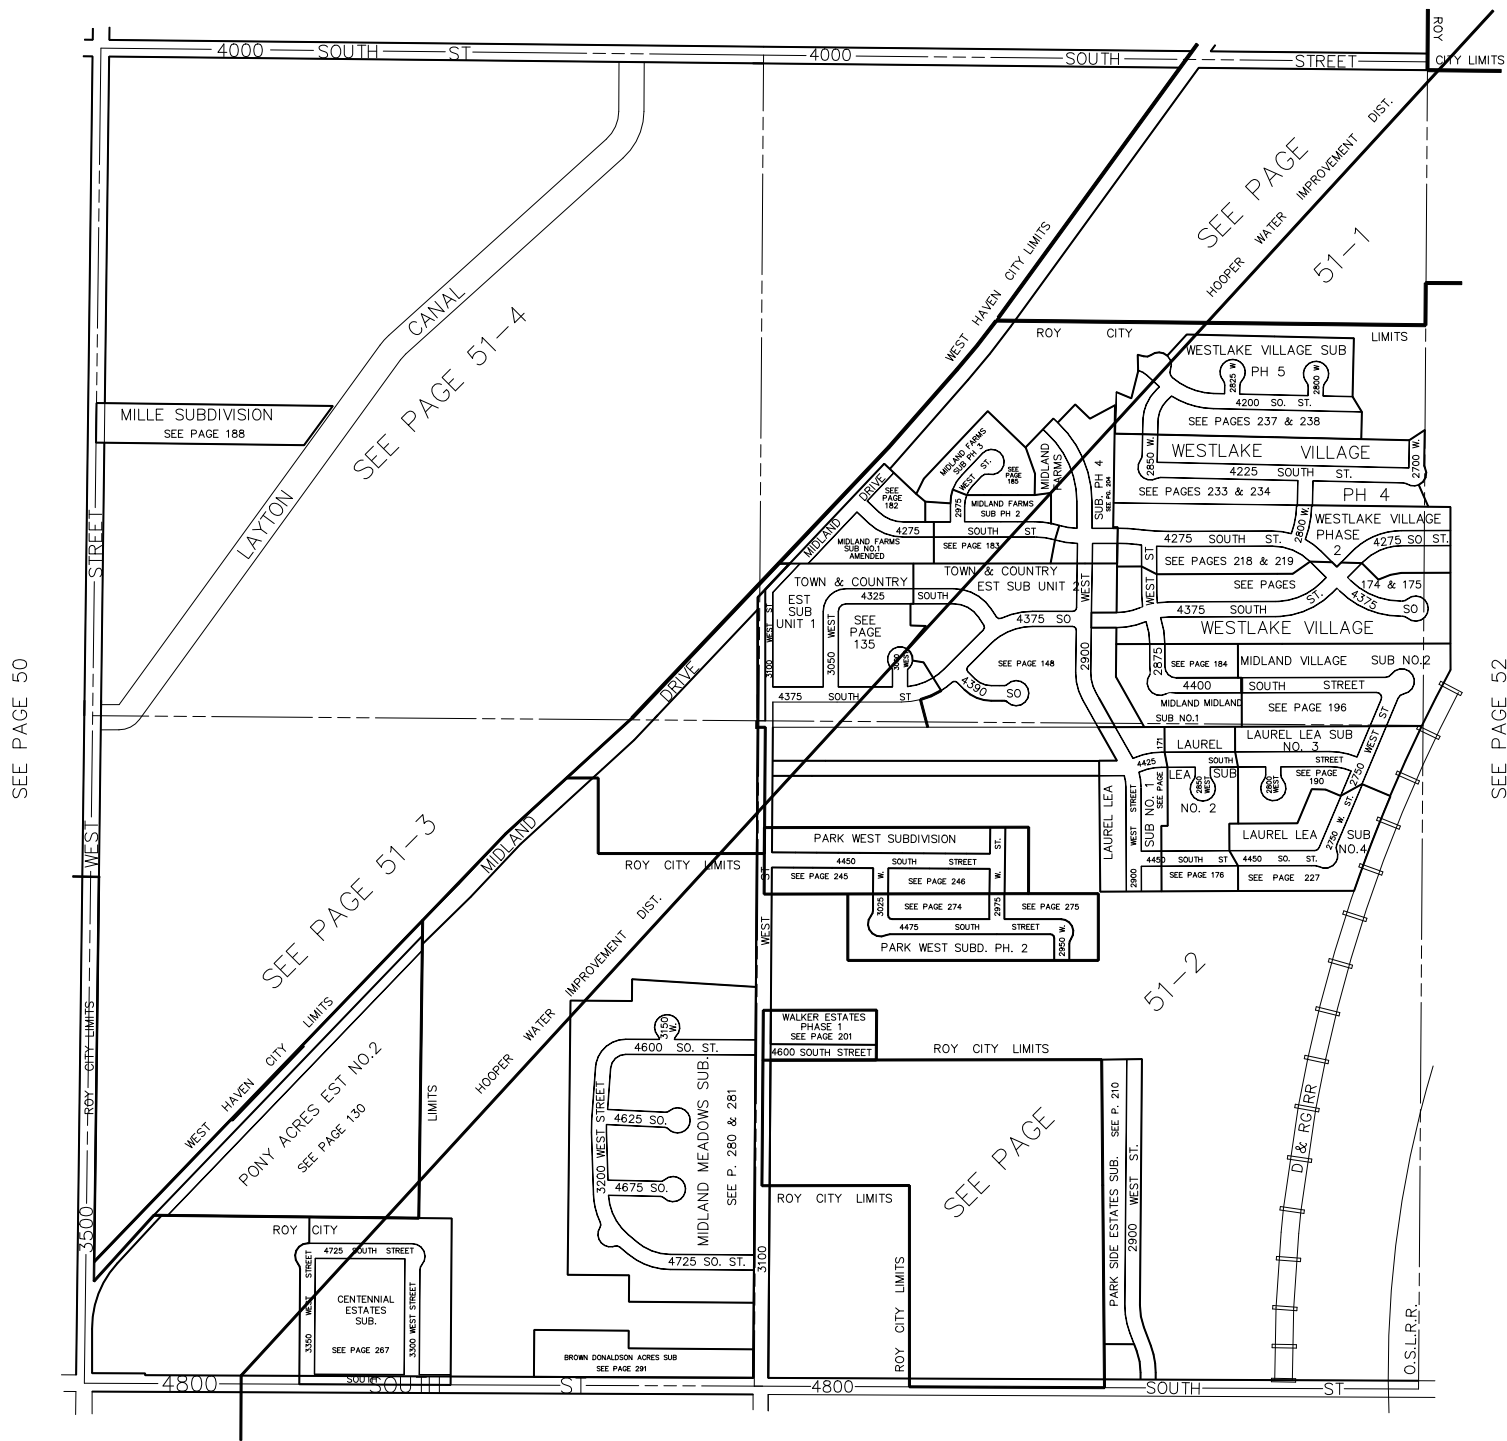 ROY
CITY LIMITS
4000 SOUTH ST
4000 SOUTH STREET
SEE PAGE
51-1
HOOPER WATER IMPROVEMENT DIST.
WEST HAVEN CITY LIMITS
LAYTON CANAL
SEE PAGE 51-4
MILLE SUBDIVISION
SEE PAGE 188
ROY CITY LIMITS
WESTLAKE VILLAGE SUB
PH 5
2825 W
2800 W
4200 SO. ST.
SEE PAGES 237 & 238
2850 W.
WESTLAKE VILLAGE
2700 W.
4225 SOUTH ST.
SEE PAGES 233 & 234
PH 4
2800 W.
WESTLAKE VILLAGE
PHASE
2
4275 SOUTH ST.
4275 SO ST.
SEE PAGES 218 & 219
SEE PAGES 174 & 175
WEST ST
4375 SOUTH ST.
4375 SO
WESTLAKE VILLAGE
2875
MIDLAND FARMS
SUB PH 3
SEE
PAGE
185
WEST ST.
2975
MIDLAND FARMS
SUB PH 2
MIDLAND
FARMS
SUB. PH 4
SEE PG. 204
SEE
PAGE
182
4275 SOUTH ST
MIDLAND FARMS
SUB NO.1
AMENDED
SEE PAGE 183
MIDLAND DRIVE
TOWN & COUNTRY
EST
SUB
UNIT 1
TOWN & COUNTRY
EST SUB UNIT 2
4325 SOUTH
SEE
PAGE
135
3050 WEST
WEST
3100 WEST ST
4375 SO
SEE PAGE 148
4390 SO
4375 SOUTH ST
2900 WEST
SEE PAGE 184
MIDLAND VILLAGE SUB NO.2
4400 SOUTH STREET
MIDLAND MIDLAND
SUB NO.1
SEE PAGE 196
SEE PAGE 50
SEE PAGE 52
3500 WEST STREET
ROY CITY LIMITS
LAUREL LEA
SUB NO. 1
SEE PAGE 171
LAUREL
LEA SUB
NO. 2
2850
WEST
LAUREL LEA SUB
NO. 3
4425 SOUTH STREET
2800
WEST
SEE PAGE
190
2750 WEST ST
2900 WEST STREET
LAUREL LEA SUB
NO.4
2750 W. ST.
4450 SOUTH ST
4450 SO. ST.
SEE PAGE 176
SEE PAGE 227
DRIVE
MIDLAND
ROY CITY LIMITS
PARK WEST SUBDIVISION
4450 SOUTH STREET
SEE PAGE 245
SEE PAGE 246
2975 W. ST.
3025 W.
SEE PAGE 274
SEE PAGE 275
4475 SOUTH STREET
2950 W.
PARK WEST SUBD. PH. 2
SEE PAGE 51-3
HOOPER WATER IMPROVEMENT DIST.
WEST HAVEN CITY LIMITS
PONY ACRES EST NO.2
SEE PAGE 130
LIMITS
ROY CITY
3150
W.
4600 SO. ST.
3200 WEST STREET
4625 SO.
4675 SO.
4725 SO. ST.
MIDLAND MEADOWS SUB.
SEE P. 280 & 281
3100 WEST ST
WALKER ESTATES
PHASE 1
SEE PAGE 201
4600 SOUTH STREET
ROY CITY LIMITS
SEE PAGE
51-2
ROY CITY LIMITS
ROY CITY LIMITS
PARK SIDE ESTATES SUB. SEE P. 210
2900 WEST ST.
D & RG RR
O.S.L.R.R.
4725 SOUTH STREET
3350 WEST STREET
CENTENNIAL
ESTATES
SUB.
SEE PAGE 267
3300 WEST STREET
SOUTH
BROWN DONALDSON ACRES SUB
SEE PAGE 291
4800 SOUTH ST
4800 SOUTH ST